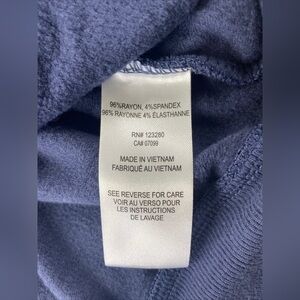 96%RAYON, 4%SPANDEX
96% RAYONNE 4% ÉLASTHANNE
RN# 123280
CA# 07099
MADE IN VIETNAM
FABRIQUÉ AU VIETNAM
SEE REVERSE FOR CARE
VOIR AU VERSO POUR
LES INSTRUCTIONS
DE LAVAGE